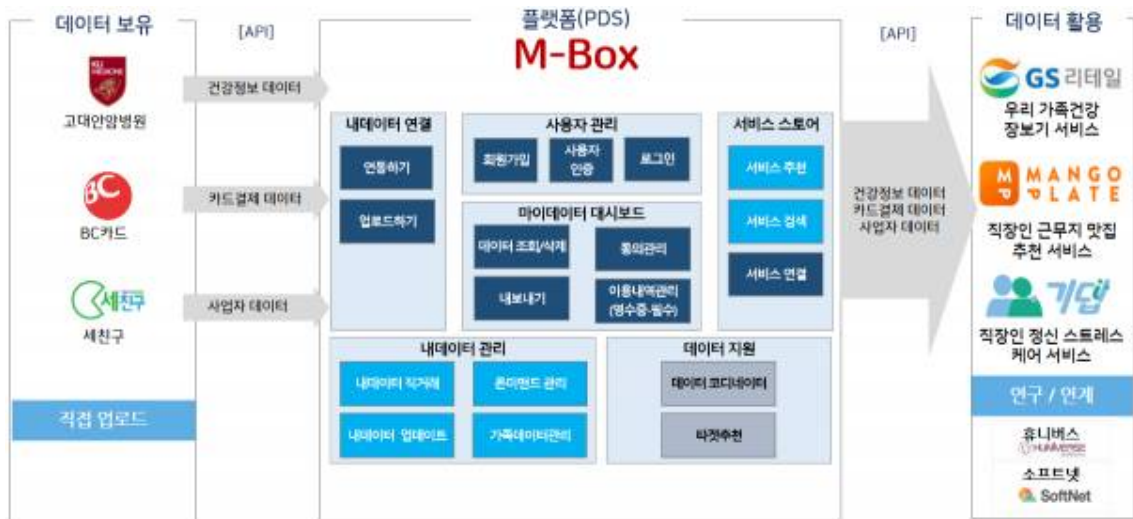 데이터 보유
[API]
플랫폼(PDS)
M-Box
[API]
데이터 활용
KU
MEDICINE
고대안암병원
건강정보 데이터
BC
BC카드
카드결제 데이터
세친구
세친구
사업자 데이터
직접 업로드
내데이터 연결
연동하기
업로드하기
사용자 관리
회원가입
사용자
인증
로그인
마이데이터 대시보드
데이터 조회/삭제
동의관리
내보내기
이용내역관리
(영수증-필수)
서비스 스토어
서비스 추천
서비스 검색
서비스 연결
내데이터 관리
내데이터 직거래
온디맨드 관리
내데이터 업데이트
가족데이터관리
데이터 지원
데이터 코디네이터
타겟추천
건강정보 데이터
카드결제 데이터
사업자 데이터
GS리테일
우리 가족건강
장보기 서비스
MANGO
PLATE
직장인 근무지 맛집
추천 서비스
직장인 정신 스트레스
케어 서비스
연구 / 연계
휴니버스
HUNIVERSE
소프트넷
SoftNet